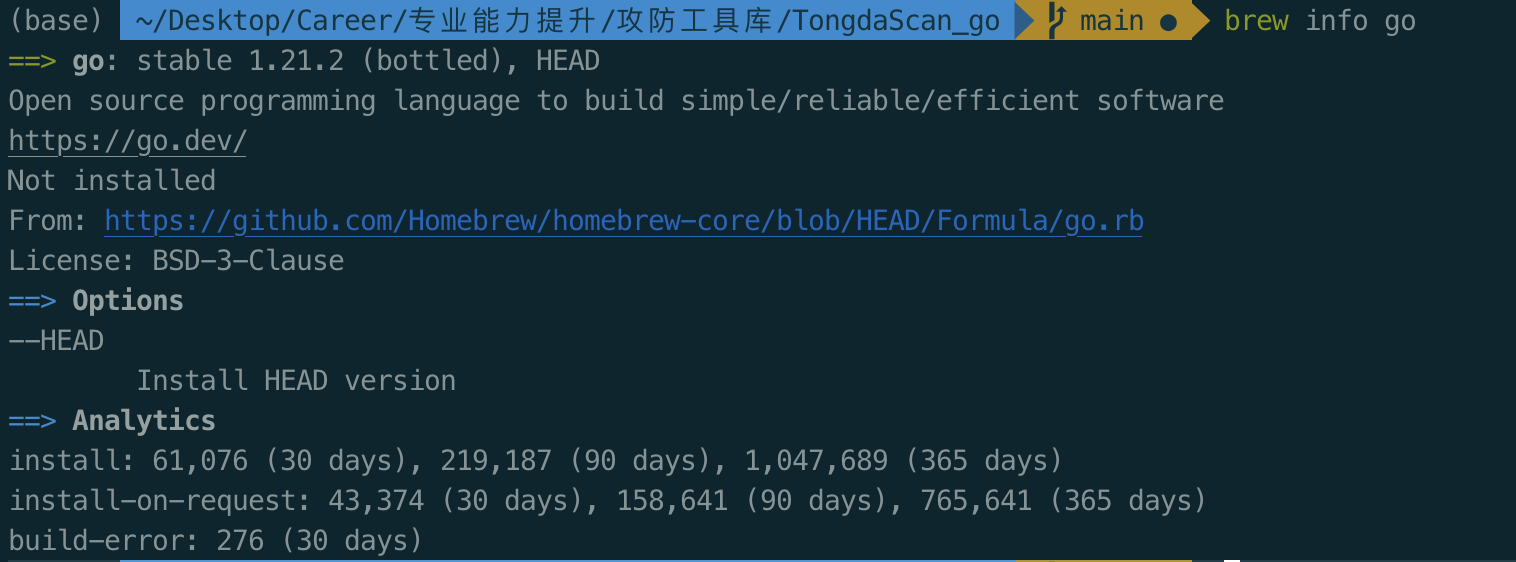 (base) ~/Desktop/Career/专业能力提升/攻防工具库/TongdaScan_go main ● brew info go
==> go: stable 1.21.2 (bottled), HEAD
Open source programming language to build simple/reliable/efficient software
https://go.dev/
Not installed
From: https://github.com/Homebrew/homebrew-core/blob/HEAD/Formula/go.rb
License: BSD-3-Clause
==> Options
--HEAD
        Install HEAD version
==> Analytics
install: 61,076 (30 days), 219,187 (90 days), 1,047,689 (365 days)
install-on-request: 43,374 (30 days), 158,641 (90 days), 765,641 (365 days)
build-error: 276 (30 days)